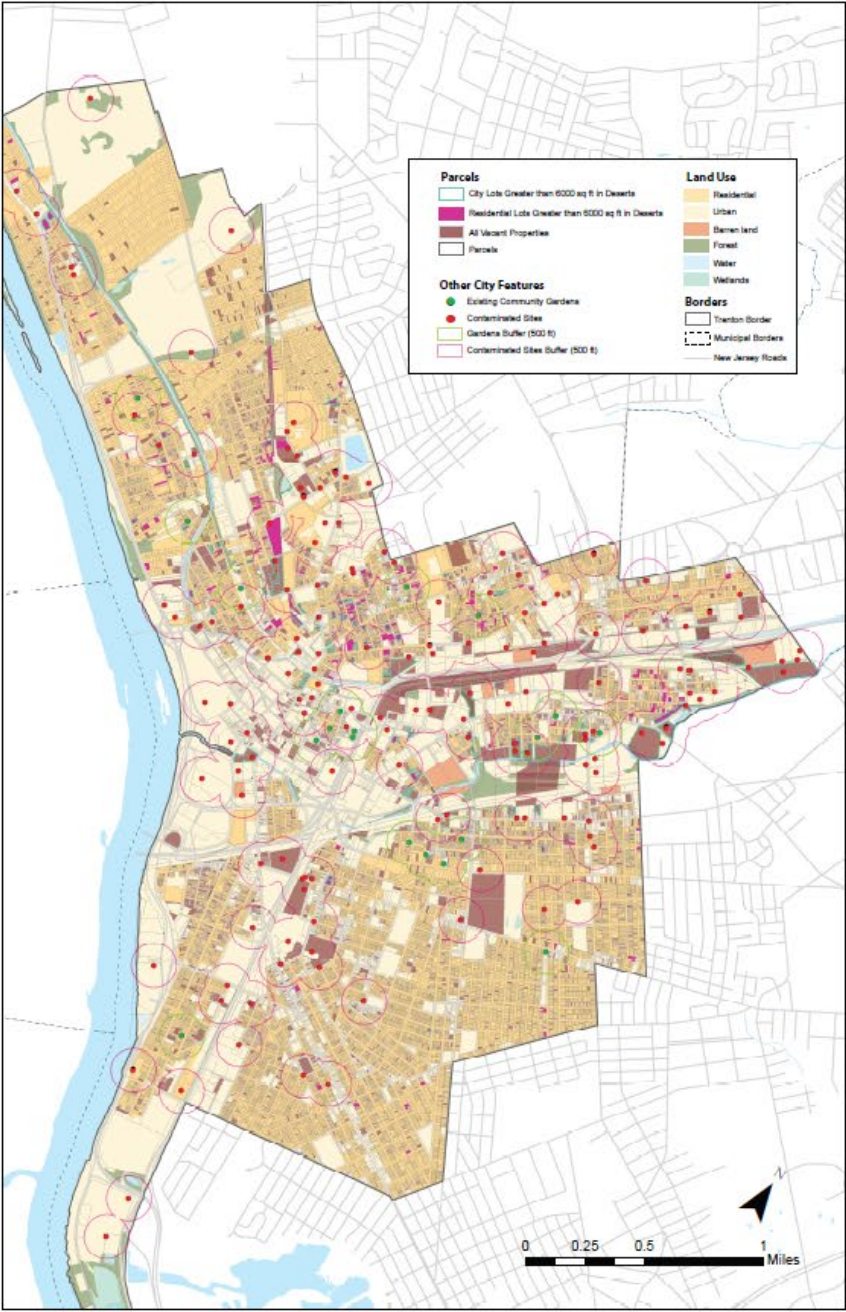 Parcels
City Lots Greater than 6000 sq ft in Deserts
Residential Lots Greater than 6000 sq ft in Deserts
All Vacant Properties
Parcels
Other City Features
Existing Community Gardens
Contaminated Sites
Gardens Buffer (500 ft)
Contaminated Sites Buffer (500 ft)
Land Use
Residential
Urban
Barren land
Forest
Water
Wetlands
Borders
Trenton Border
Municipal Borders
New Jersey Roads
N
0 0.25 0.5 1
Miles